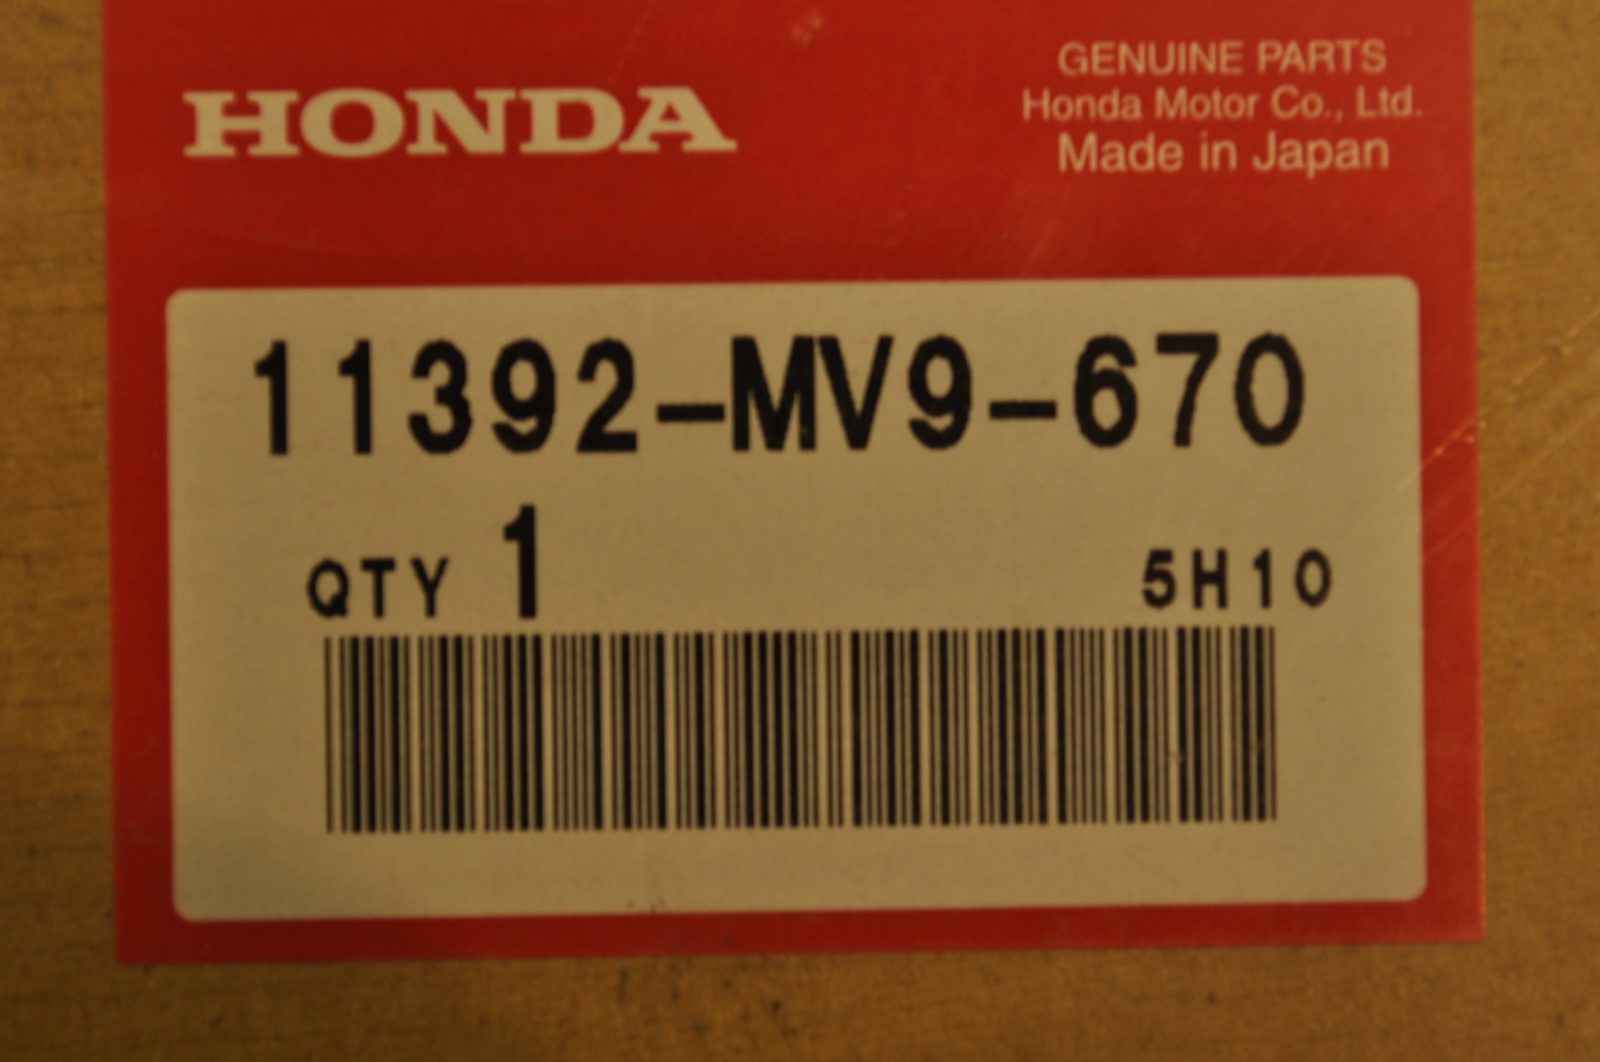 HONDA
GENUINE PARTS
Honda Motor Co., Ltd.
Made in Japan
11392-MV9-670
QTY 1
5H10